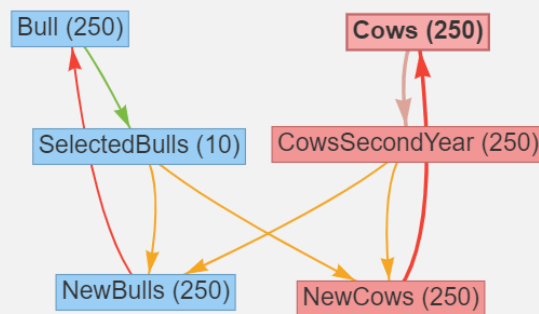 Bull (250)
Cows (250)
SelectedBulls (10)
CowsSecondYear (250)
NewBulls (250)
NewCows (250)